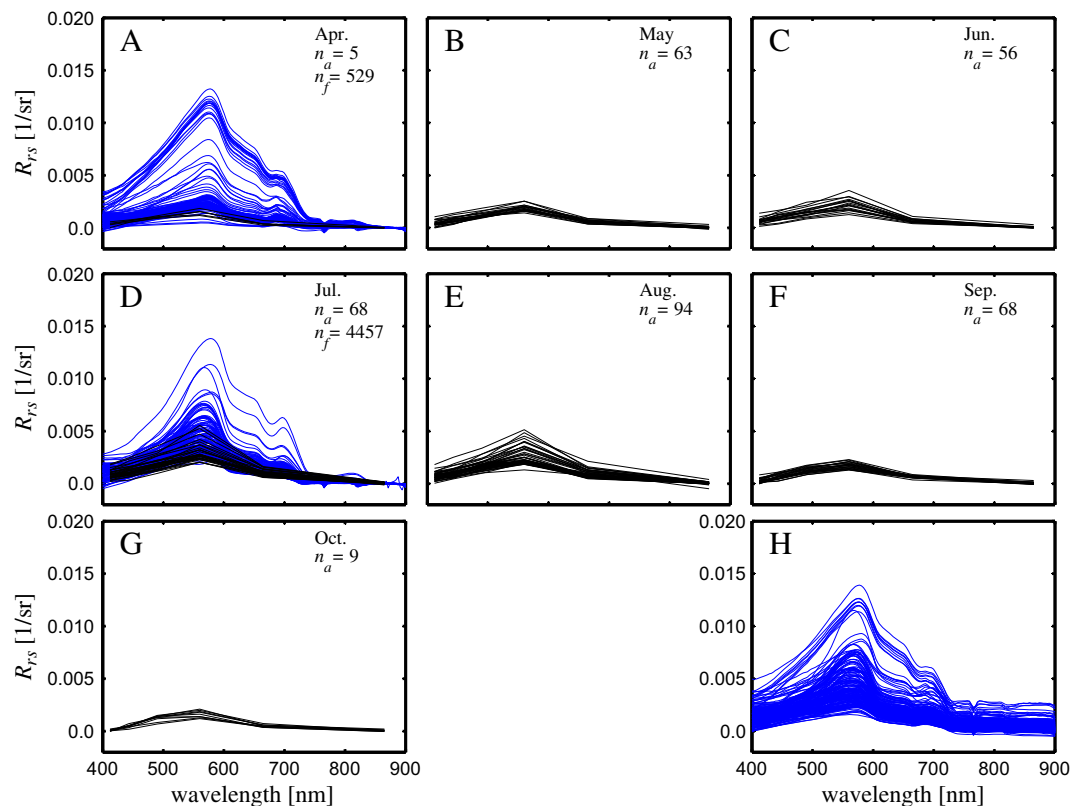 A
Apr.
n_a = 5
n_f = 529
B
May
n_a = 63
C
Jun.
n_a = 56
0.020
0.015
0.010
0.005
0.0
R_rs [1/sr]
D
Jul.
n_a = 68
n_f = 4457
E
Aug.
n_a = 94
F
Sep.
n_a = 68
0.020
0.015
0.010
0.005
0.0
R_rs [1/sr]
G
Oct.
n_a = 9
0.020
0.015
0.010
0.005
0.0
R_rs [1/sr]
400 500 600 700 800 900
wavelength [nm]
H
0.020
0.015
0.010
0.005
0.0
400 500 600 700 800 900
wavelength [nm]